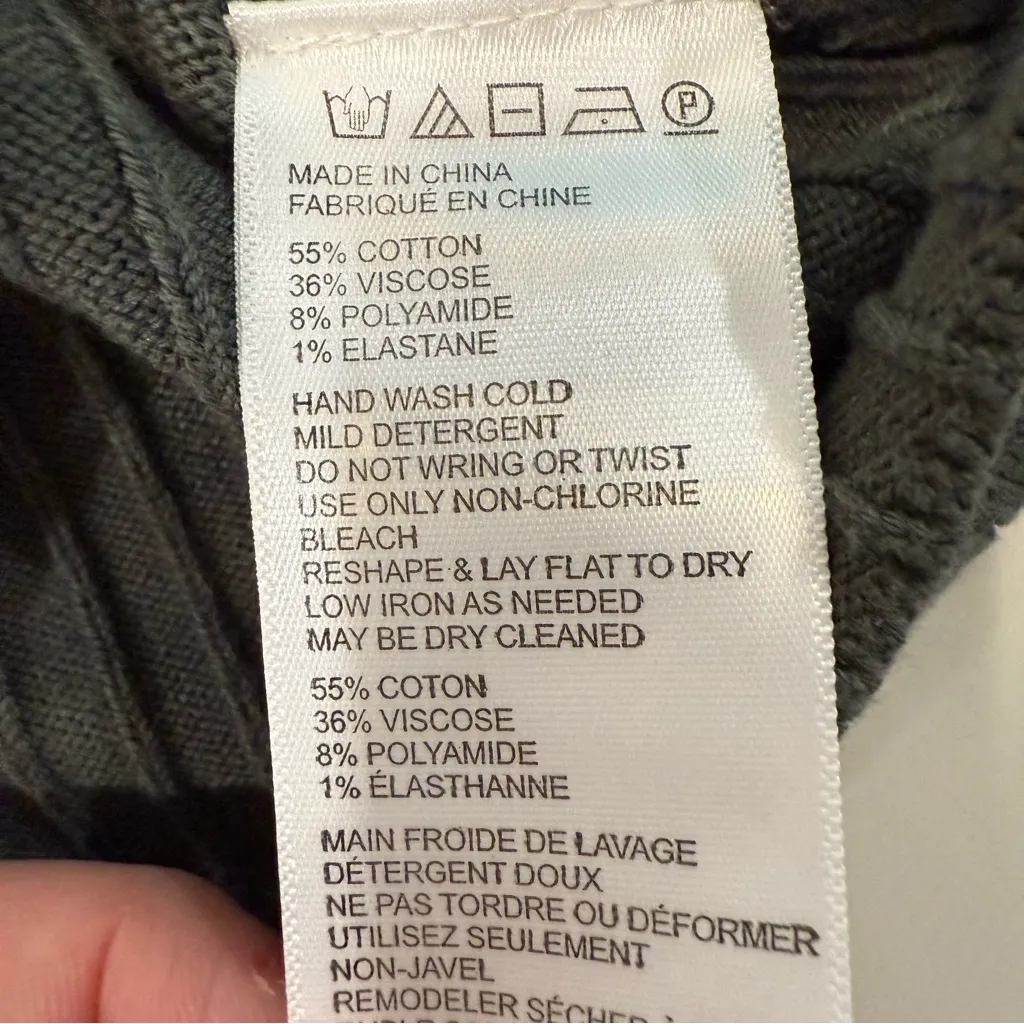 P
MADE IN CHINA
FABRIQUÉ EN CHINE
55% COTTON
36% VISCOSE
8% POLYAMIDE
1% ELASTANE
HAND WASH COLD
MILD DETERGENT
DO NOT WRING OR TWIST
USE ONLY NON-CHLORINE
BLEACH
RESHAPE & LAY FLAT TO DRY
LOW IRON AS NEEDED
MAY BE DRY CLEANED
55% COTON
36% VISCOSE
8% POLYAMIDE
1% ÉLASTHANNE
MAIN FROIDE DE LAVAGE
DÉTERGENT DOUX
NE PAS TORDRE OU DÉFORMER
UTILISEZ SEULEMENT
NON-JAVEL
REMODELER SÉCHER